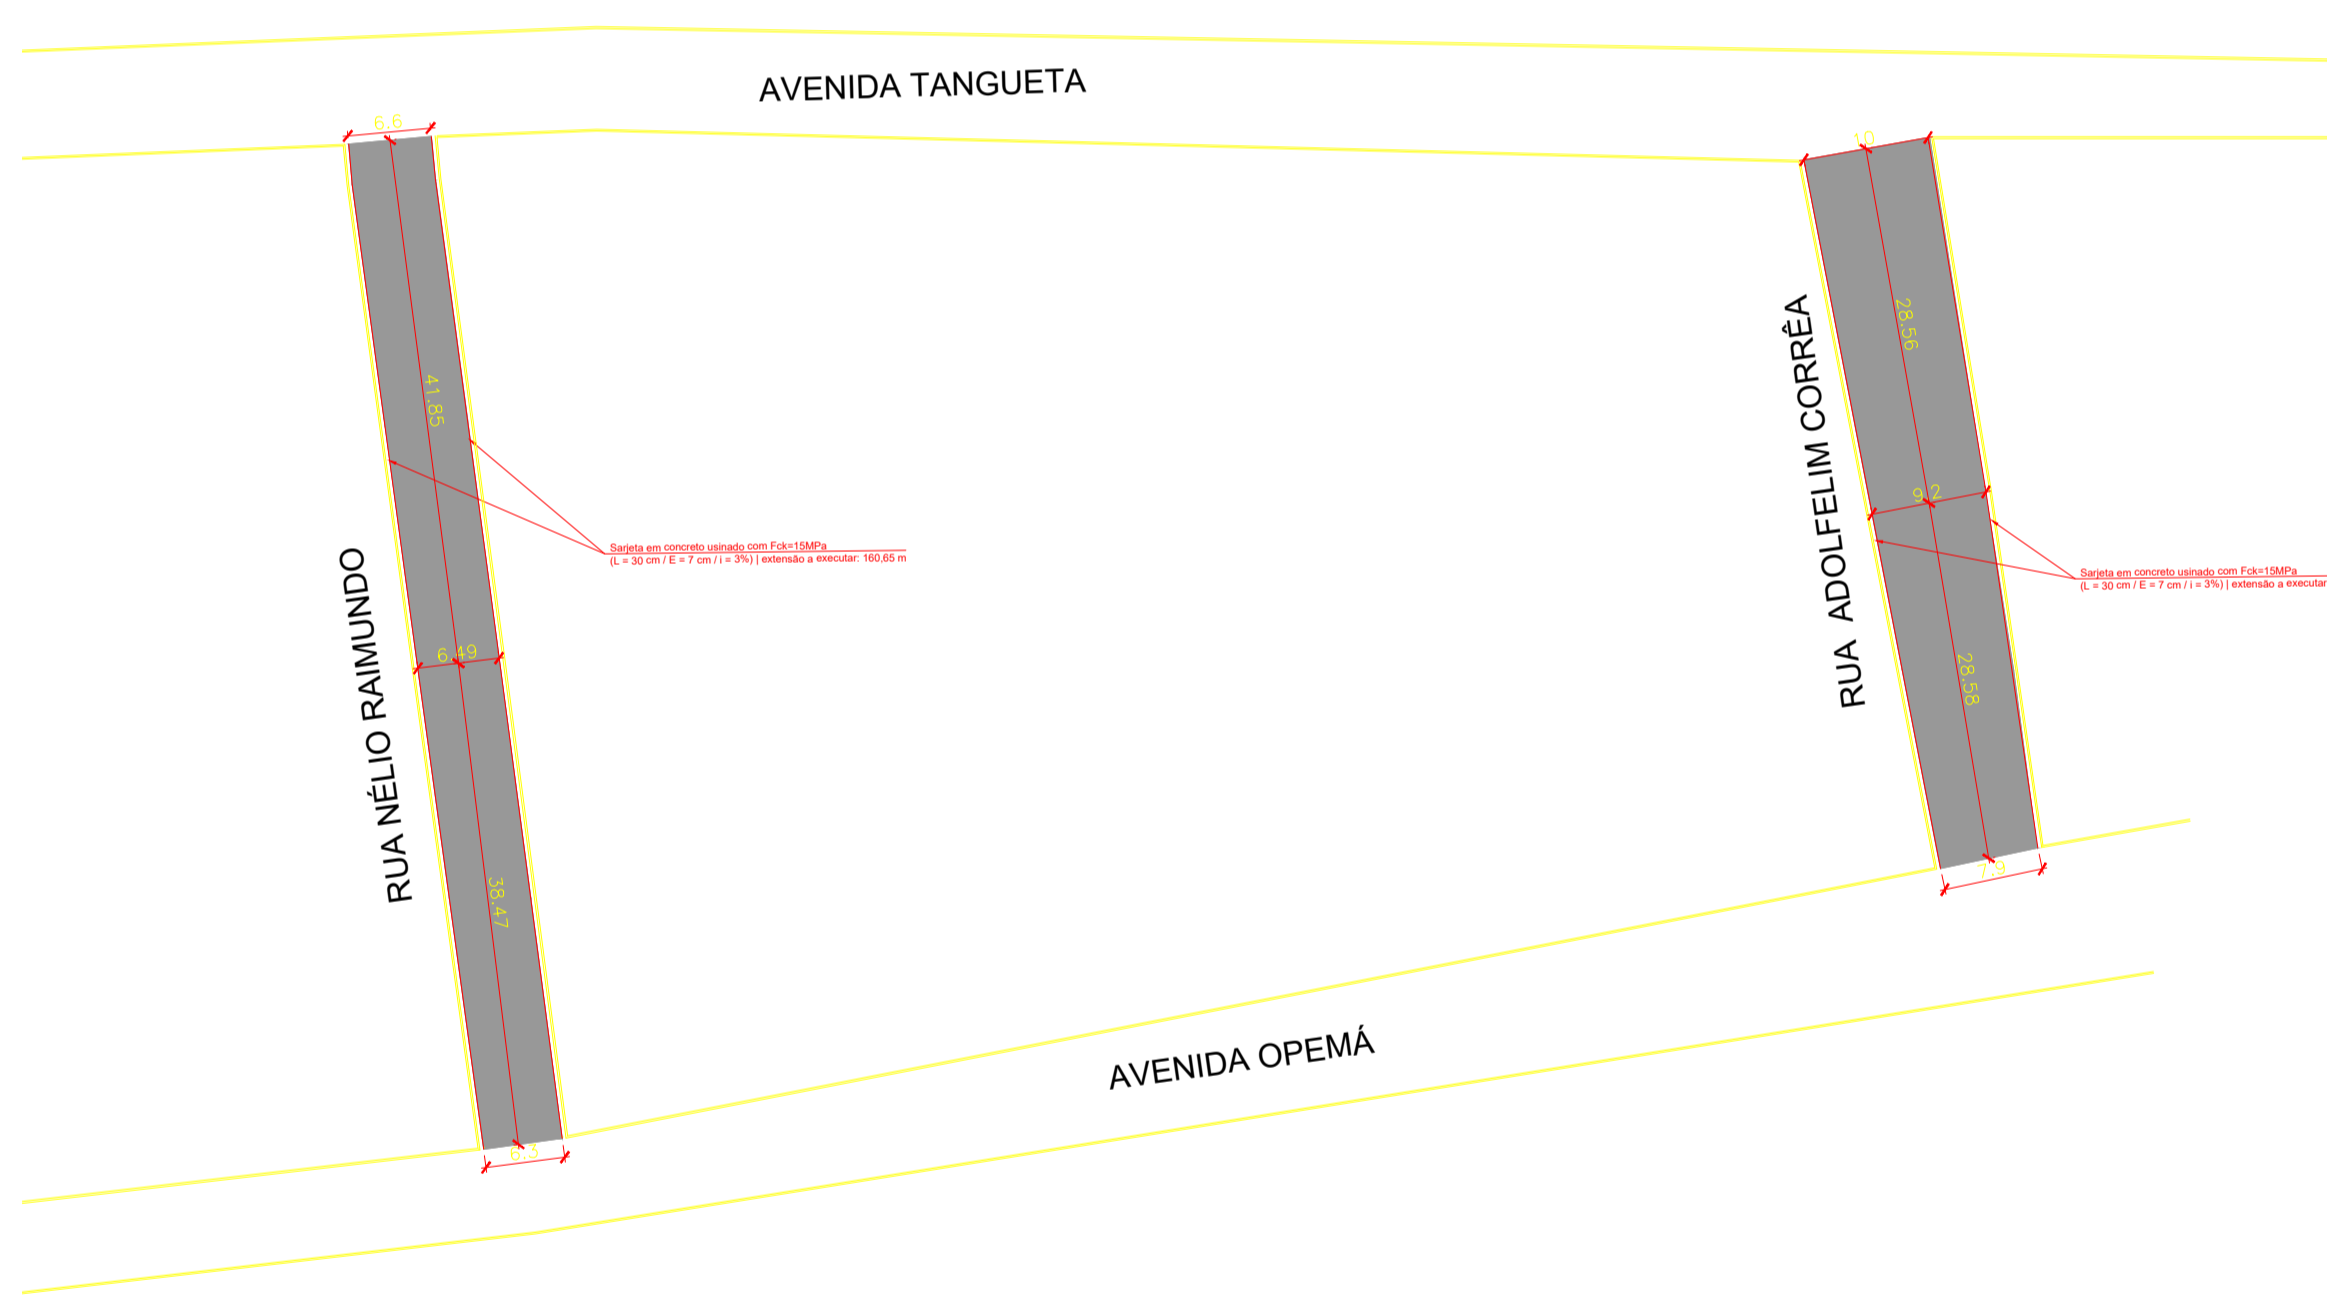 AVENIDA TANGUETA
6.6
10
41.85
28.56
RUA NÉLIO RAIMUNDO
RUA ADOLFELIM CORRÊA
9.2
Sarjeta em concreto usinado com Fck=15MPa
(L = 30 cm / E = 7 cm / i = 3%) | extensão a executar: 160,65 m
Sarjeta em concreto usinado com Fck=15MPa
(L = 30 cm / E = 7 cm / i = 3%) | extensão a executar
6.49
28.58
38.47
7.9
AVENIDA OPEMÁ
6.3